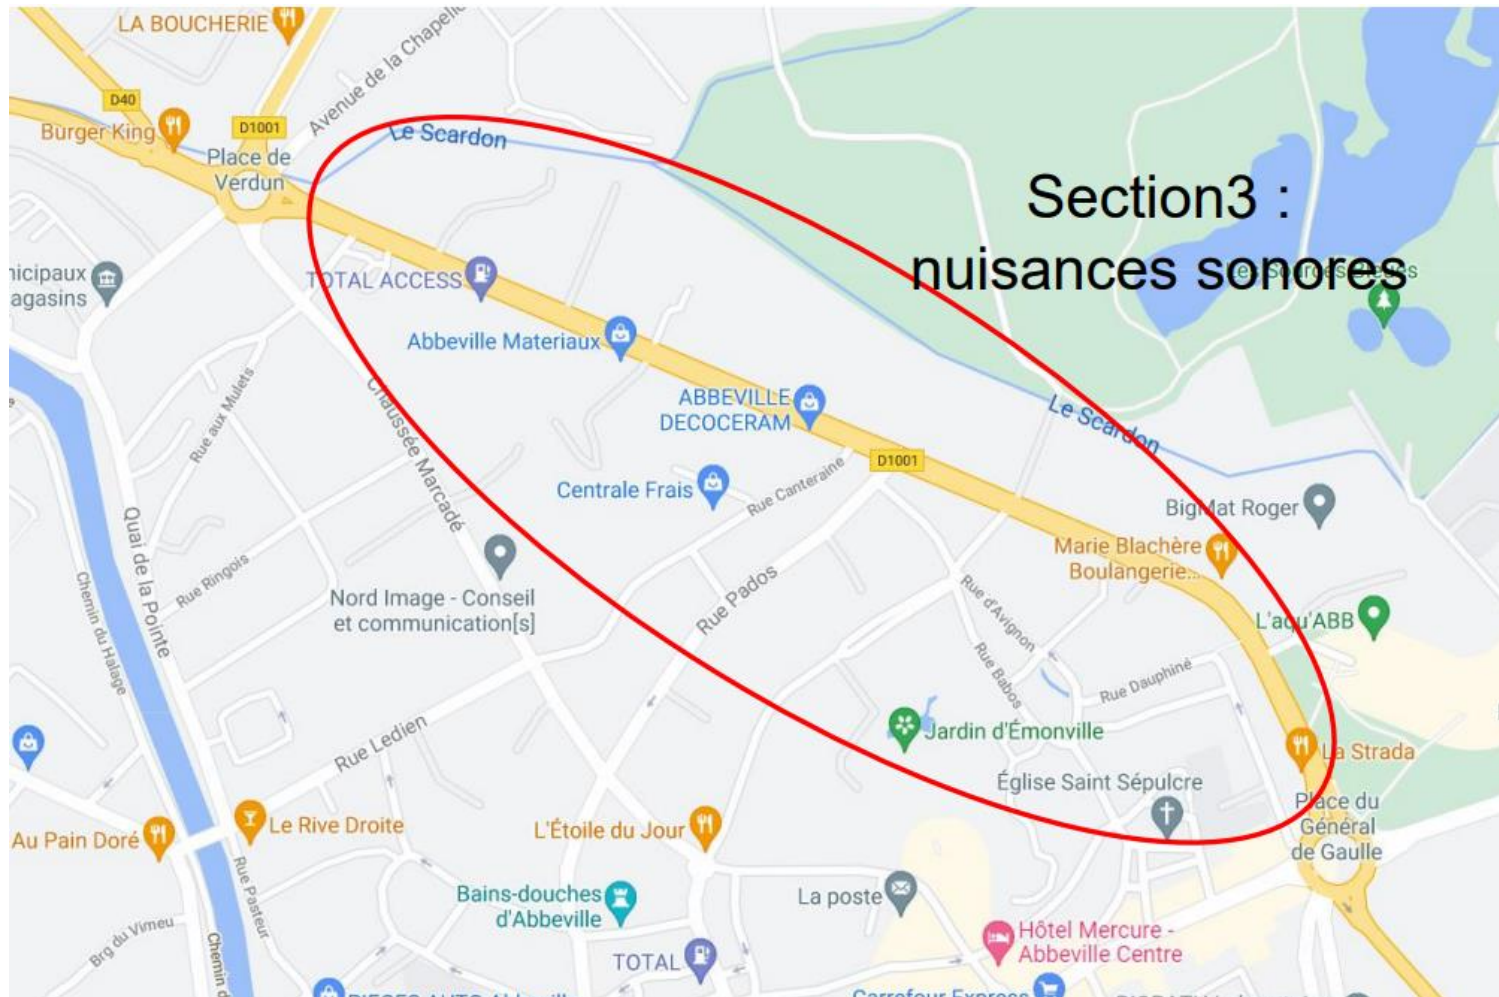 LA BOUCHERIE
Avenue de la Chapelle
D40
Burger King
D1001
Place de
Verdun
Le Scardon
Section3 :
nuisances sonores
Les Sources Bleues
nicipaux
agasins
TOTAL ACCESS
Abbeville Materiaux
ABBEVILLE
DECOCERAM
Rue aux Mulets
Chaussée Marcadé
Le Scardon
D1001
Centrale Frais
Rue Canteraine
BigMat Roger
Quai de la Pointe
Marie Blachère
Boulangerie...
Rue Ringois
Chemin du Halage
Nord Image - Conseil
et communication[s]
Rue Pados
Rue d'Avignon
L'aqu'ABB
Rue Babos
Rue Dauphiné
Rue Ledien
Jardin d'Émonville
La Strada
Église Saint Sépulcre
Place du
Général
de Gaulle
Au Pain Doré
Le Rive Droite
L'Étoile du Jour
Rue Pasteur
Bains-douches
d'Abbeville
La poste
Brg du Vimeu
Chemin d
Hôtel Mercure -
Abbeville Centre
TOTAL
Carrefour Express